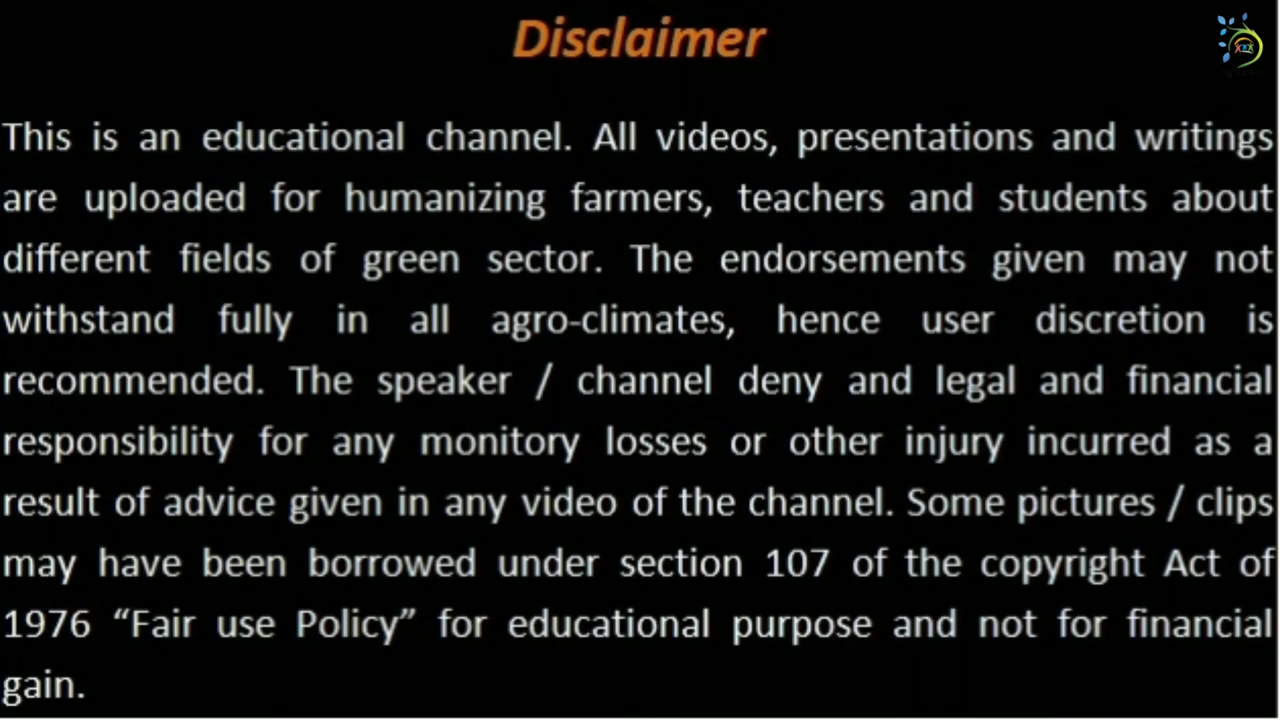 Disclaimer
This is an educational channel. All videos, presentations and writings
are uploaded for humanizing farmers, teachers and students about
different fields of green sector. The endorsements given may not
withstand fully in all agro-climates, hence user discretion is
recommended. The speaker / channel deny and legal and financial
responsibility for any monitory losses or other injury incurred as a
result of advice given in any video of the channel. Some pictures / clips
may have been borrowed under section 107 of the copyright Act of
1976 “Fair use Policy” for educational purpose and not for financial
gain.